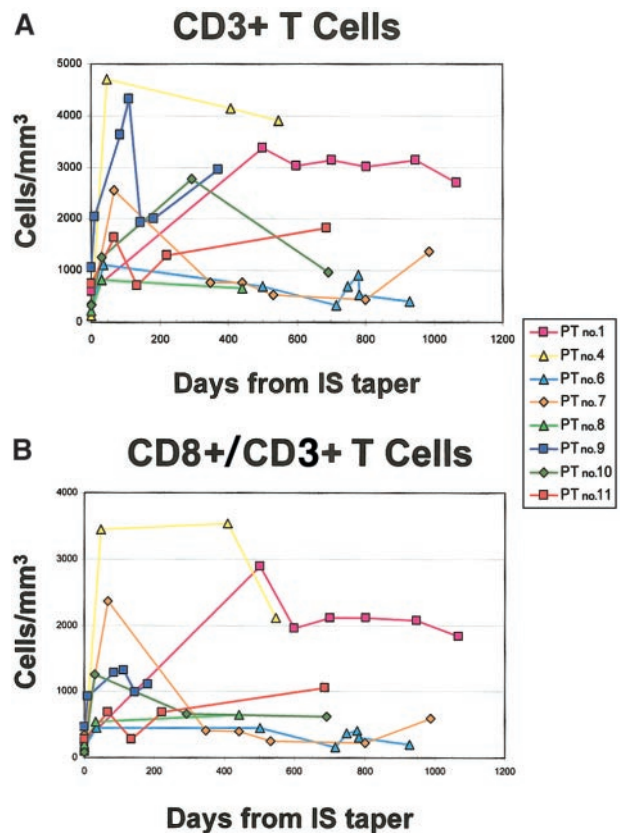 A
CD3+ T Cells
5000
4000
3000
2000
1000
0
Cells/mm³
0 200 400 600 800 1000 1200
Days from IS taper
PT no.1
PT no.4
PT no.6
PT no.7
PT no.8
PT no.9
PT no.10
PT no.11
B
CD8+/CD3+ T Cells
4000
3000
2000
1000
0
Cells/mm³
0 200 400 600 800 1000 1200
Days from IS taper